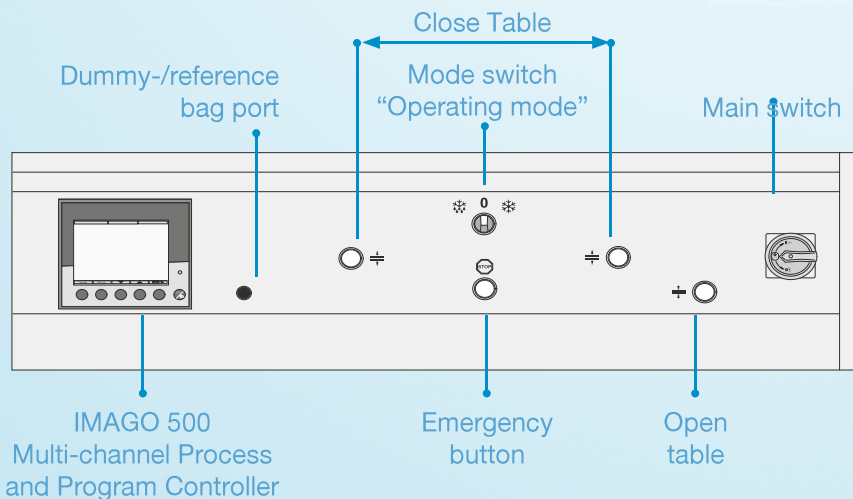 Close Table
Dummy-/reference
bag port
Mode switch
“Operating mode”
Main switch
0
STOP
IMAGO 500
Multi-channel Process
and Program Controller
Emergency
button
Open
table